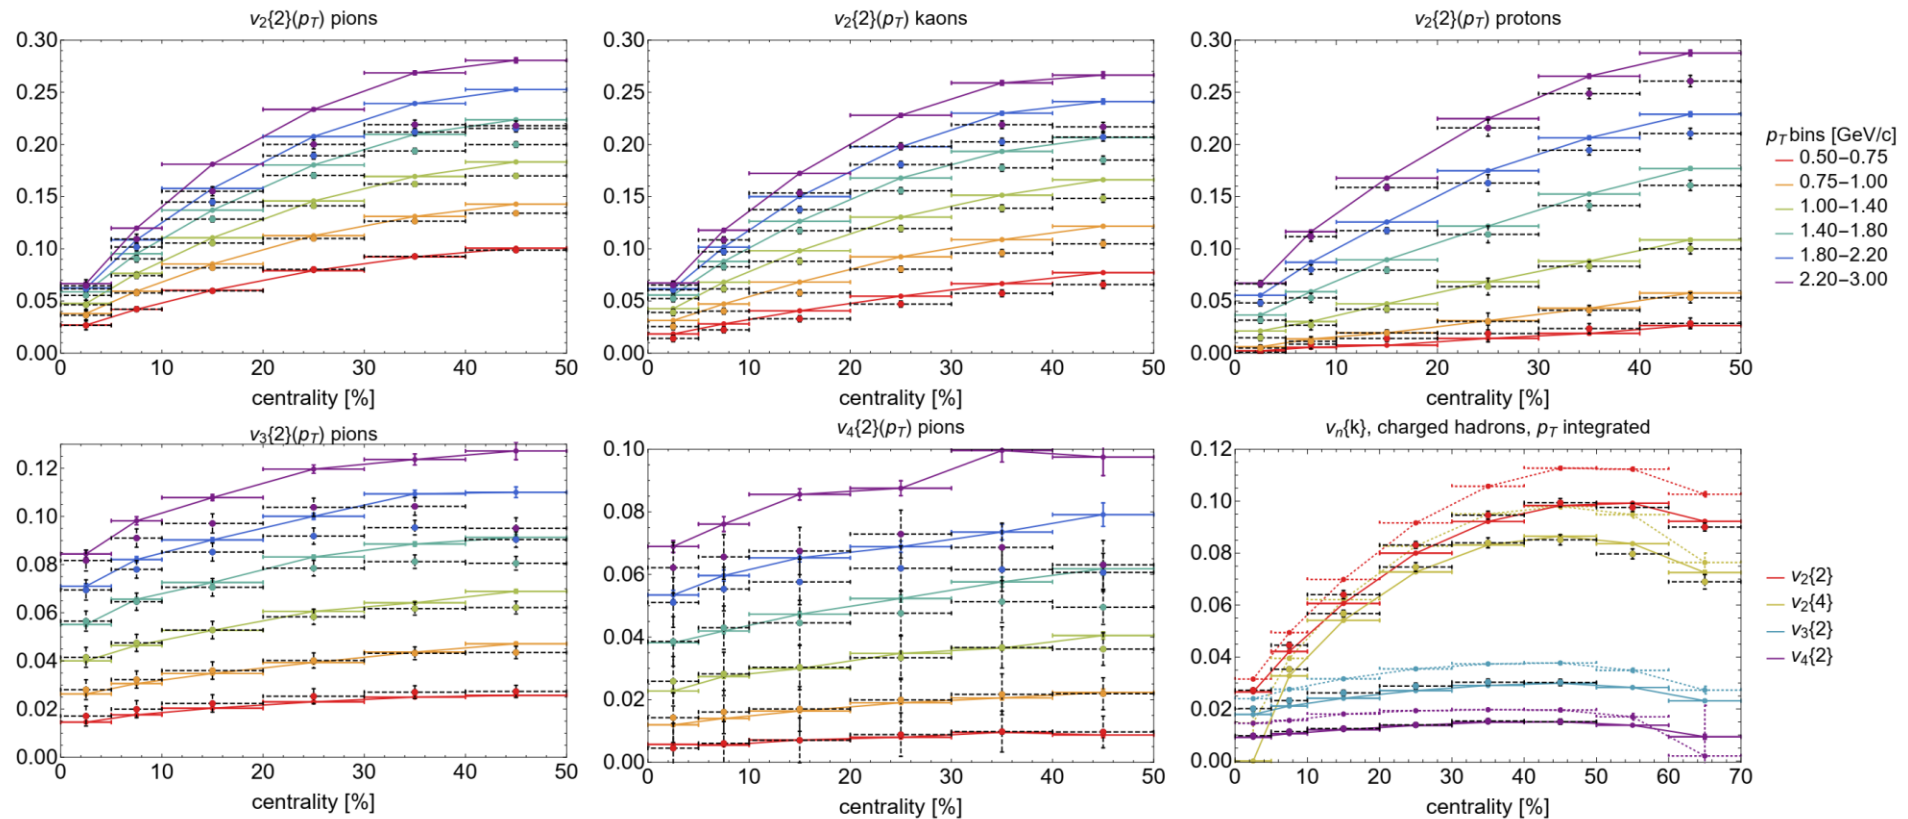 v₂{2}(p_T) pions
0.30
0.25
0.20
0.15
0.10
0.05
0.00
0 10 20 30 40 50
centrality [%]
v₂{2}(p_T) kaons
0.30
0.25
0.20
0.15
0.10
0.05
0.00
0 10 20 30 40 50
centrality [%]
v₂{2}(p_T) protons
0.30
0.25
0.20
0.15
0.10
0.05
0.00
0 10 20 30 40 50
centrality [%]
p_T bins [GeV/c]
0.50–0.75
0.75–1.00
1.00–1.40
1.40–1.80
1.80–2.20
2.20–3.00
v₃{2}(p_T) pions
0.12
0.10
0.08
0.06
0.04
0.02
0.00
0 10 20 30 40 50
centrality [%]
v₄{2}(p_T) pions
0.10
0.08
0.06
0.04
0.02
0.00
0 10 20 30 40 50
centrality [%]
vₙ{k}, charged hadrons, p_T integrated
0.12
0.10
0.08
0.06
0.04
0.02
0.00
0 10 20 30 40 50 60 70
centrality [%]
v₂{2}
v₂{4}
v₃{2}
v₄{2}